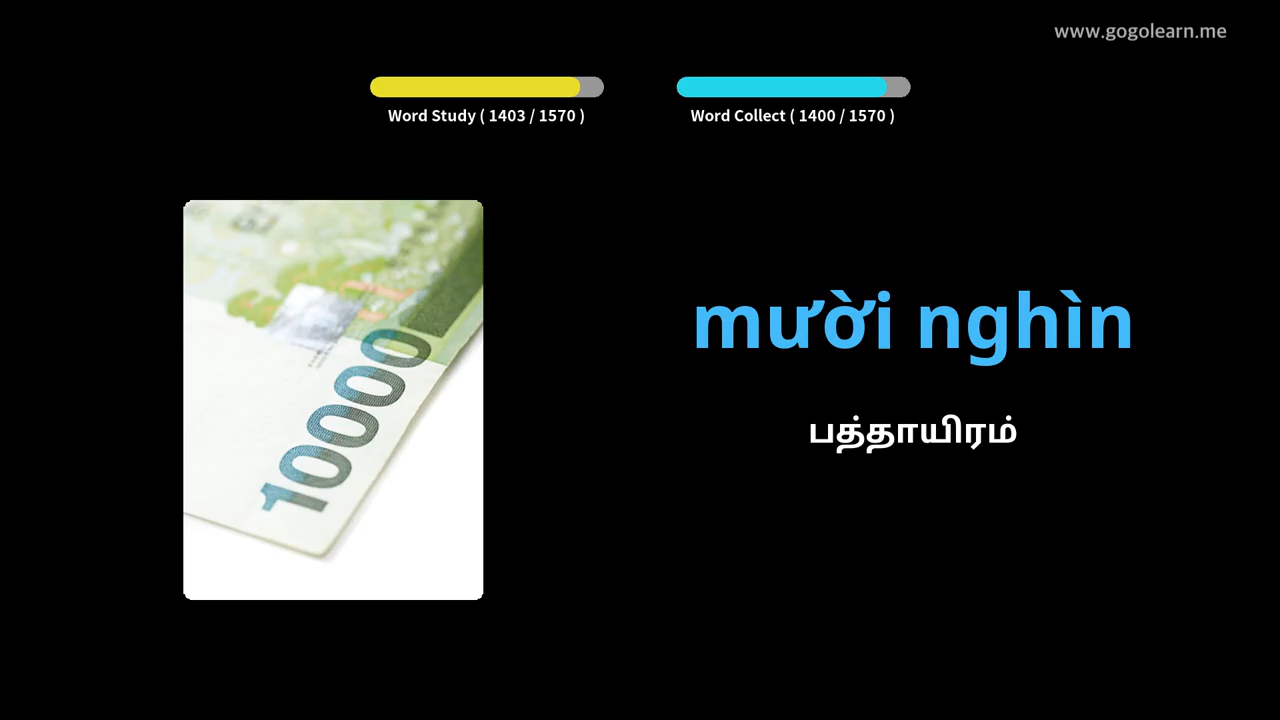 www.gogolearn.me
Word Study ( 1403 / 1570 )
Word Collect ( 1400 / 1570 )
10000
mười nghìn
பத்தாயிரம்